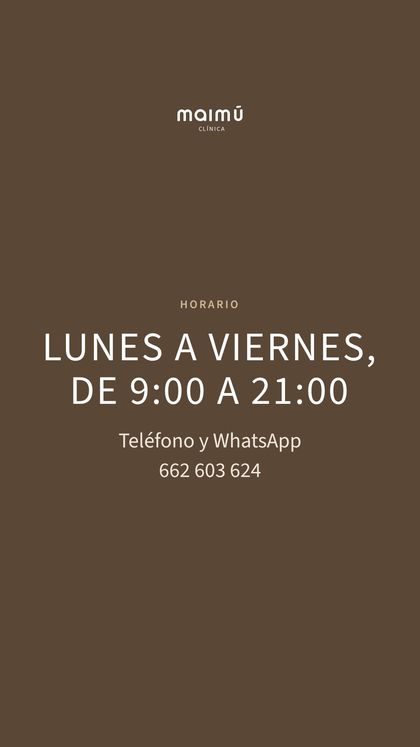 maimū
CLÍNICA
HORARIO
LUNES A VIERNES,
DE 9:00 A 21:00
Teléfono y WhatsApp
662 603 624